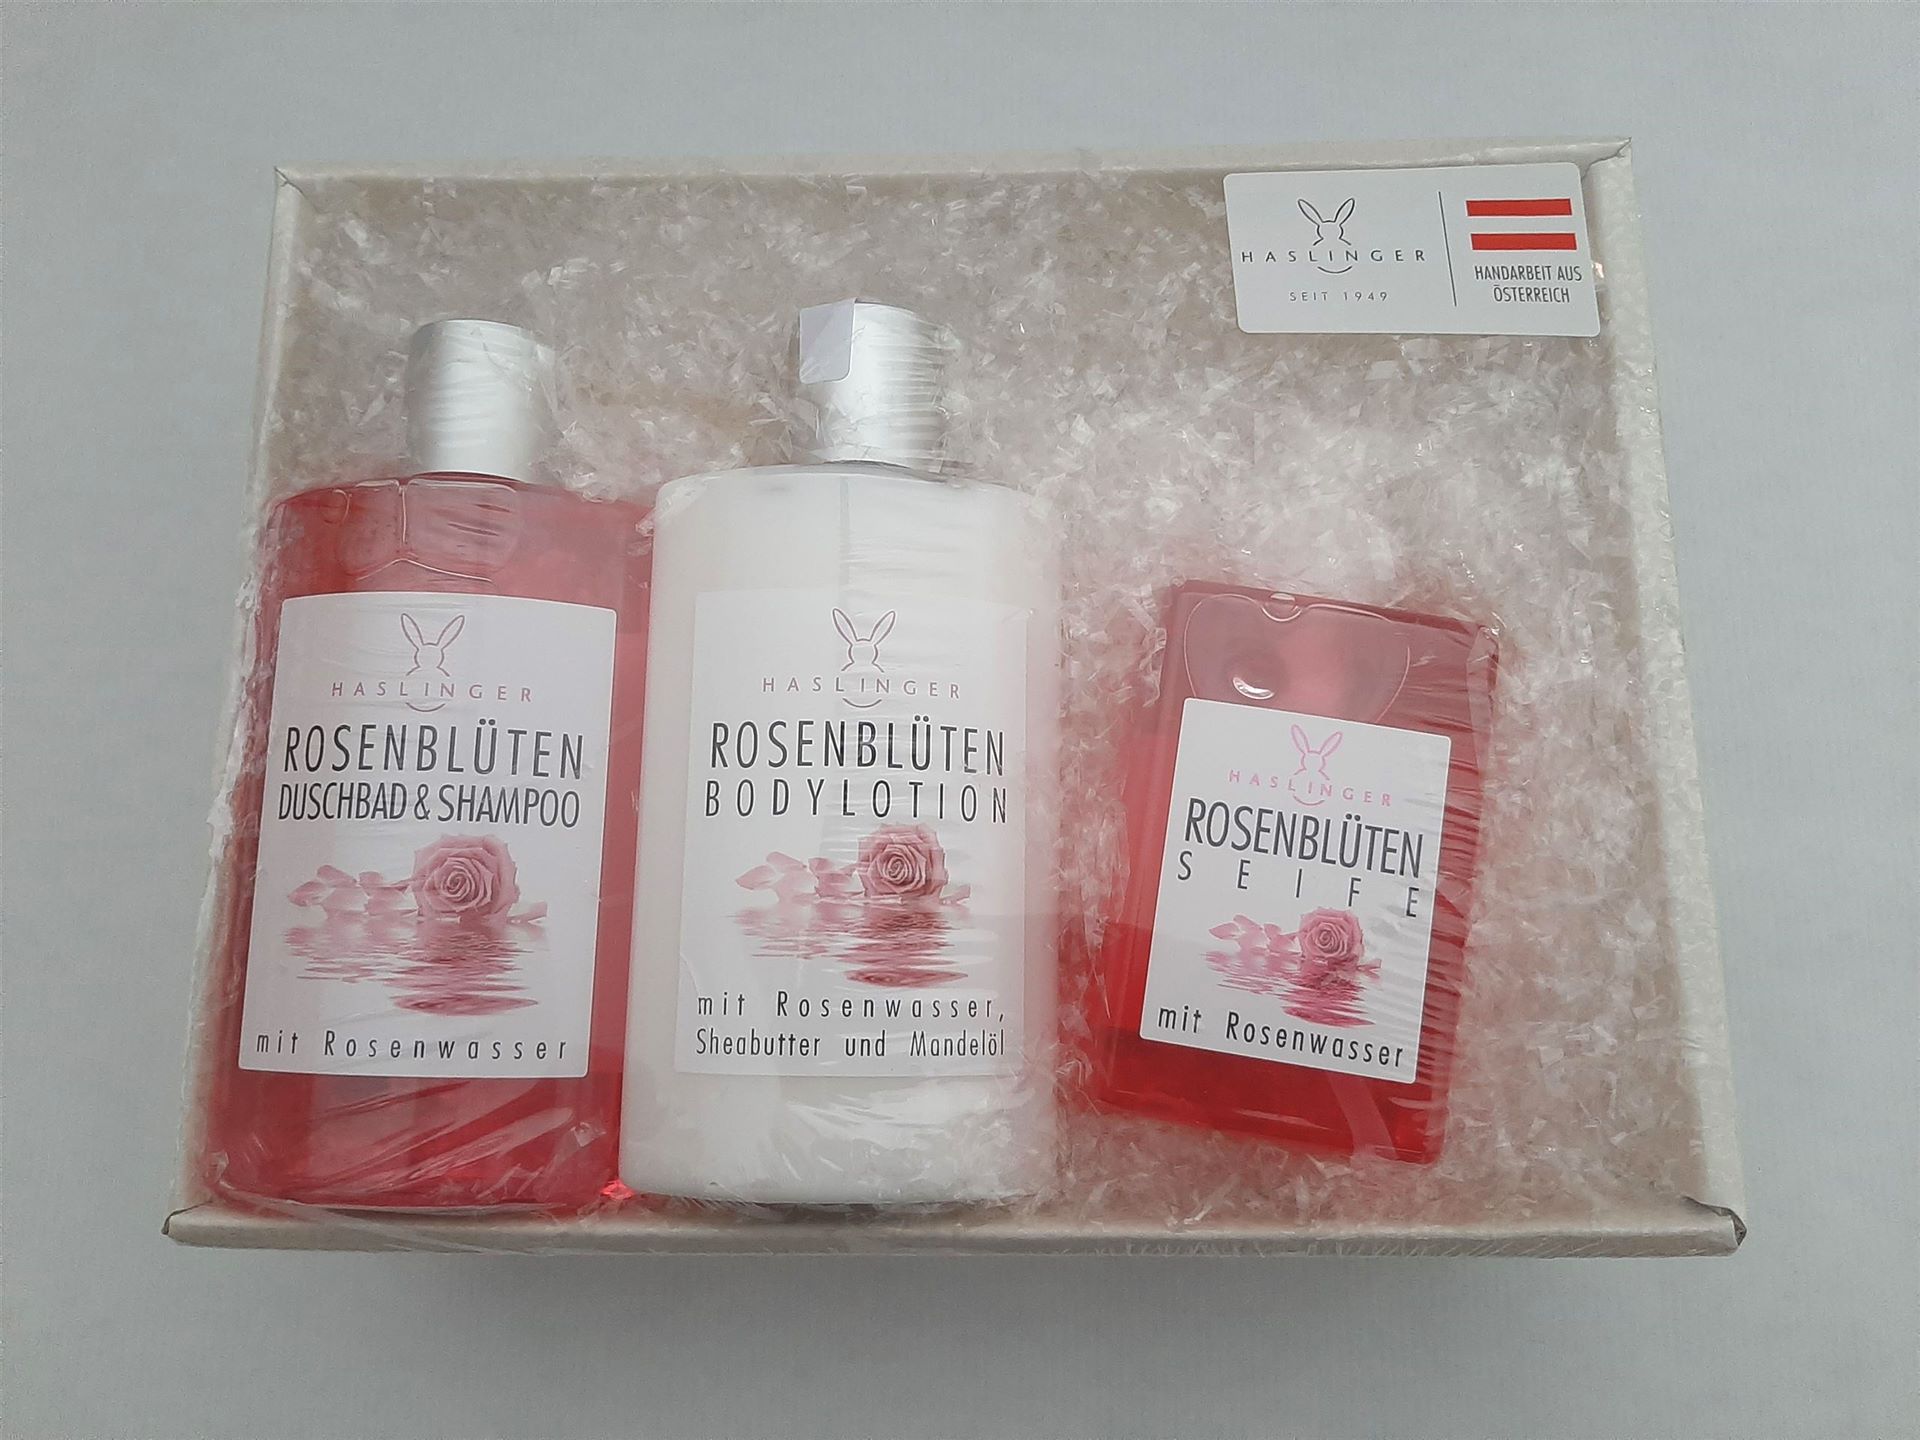 HASLINGER
SEIT 1949
HANDARBEIT AUS
ÖSTERREICH
HASLINGER
ROSENBLÜTEN
DUSCHBAD & SHAMPOO
mit Rosenwasser
HASLINGER
ROSENBLÜTEN
BODYLOTION
mit Rosenwasser,
Sheabutter und Mandelöl
HASLINGER
ROSENBLÜTEN
SEIFE
mit Rosenwasser